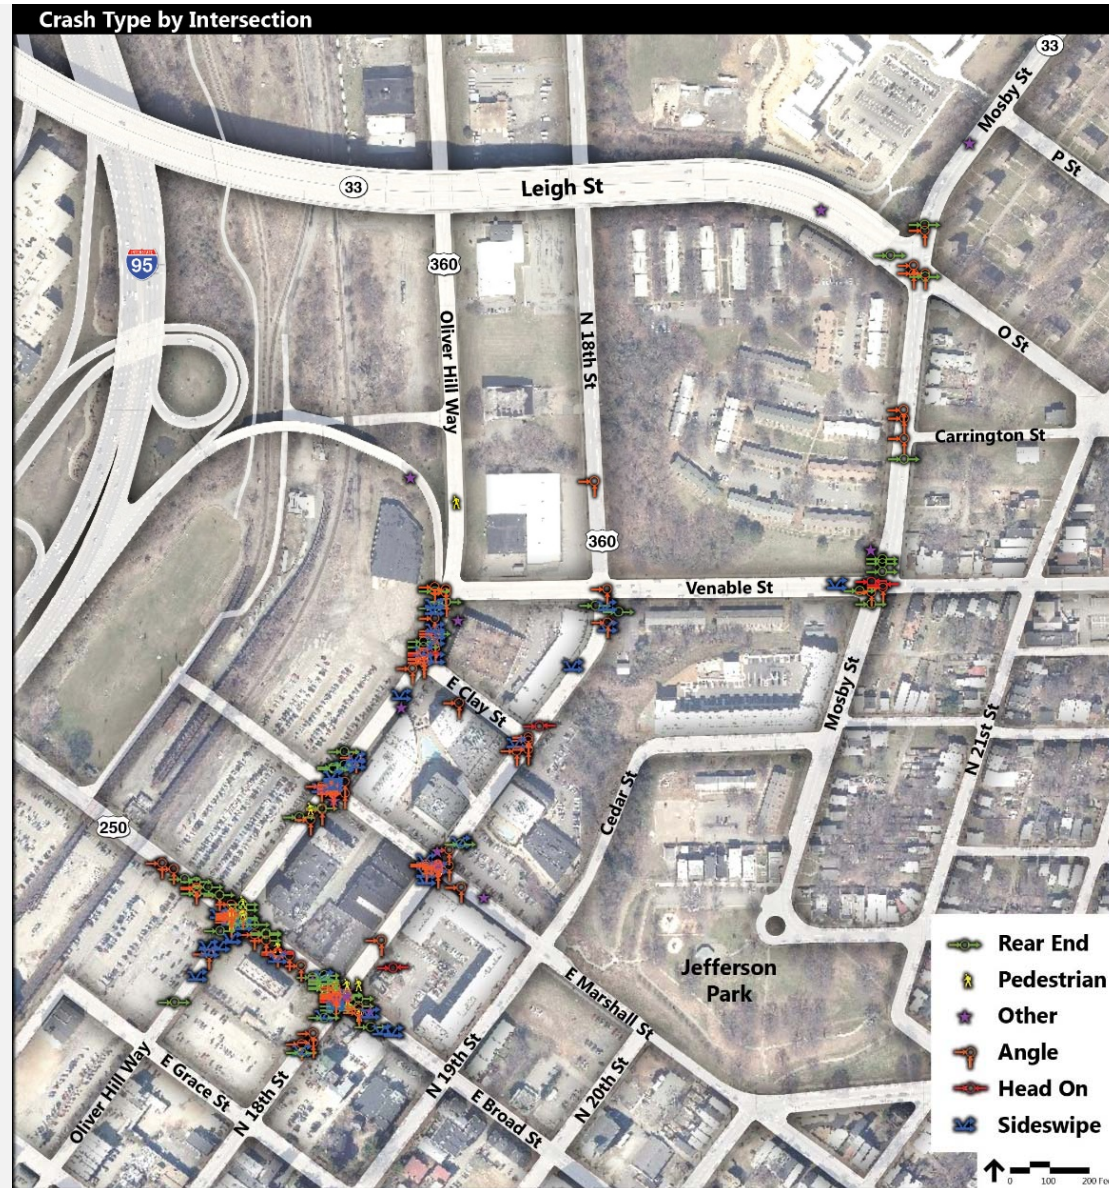 Crash Type by Intersection
33
Mosby St
P St
33
Leigh St
95
360
Oliver Hill Way
N 18th St
O St
Carrington St
360
Venable St
E Clay St
Mosby St
N 21st St
Cedar St
250
Jefferson
Park
E Marshall St
Oliver Hill Way
E Grace St
N 18th St
N 19th St
E Broad St
N 20th St
Rear End
Pedestrian
Other
Angle
Head On
Sideswipe
0 100 200 Fee